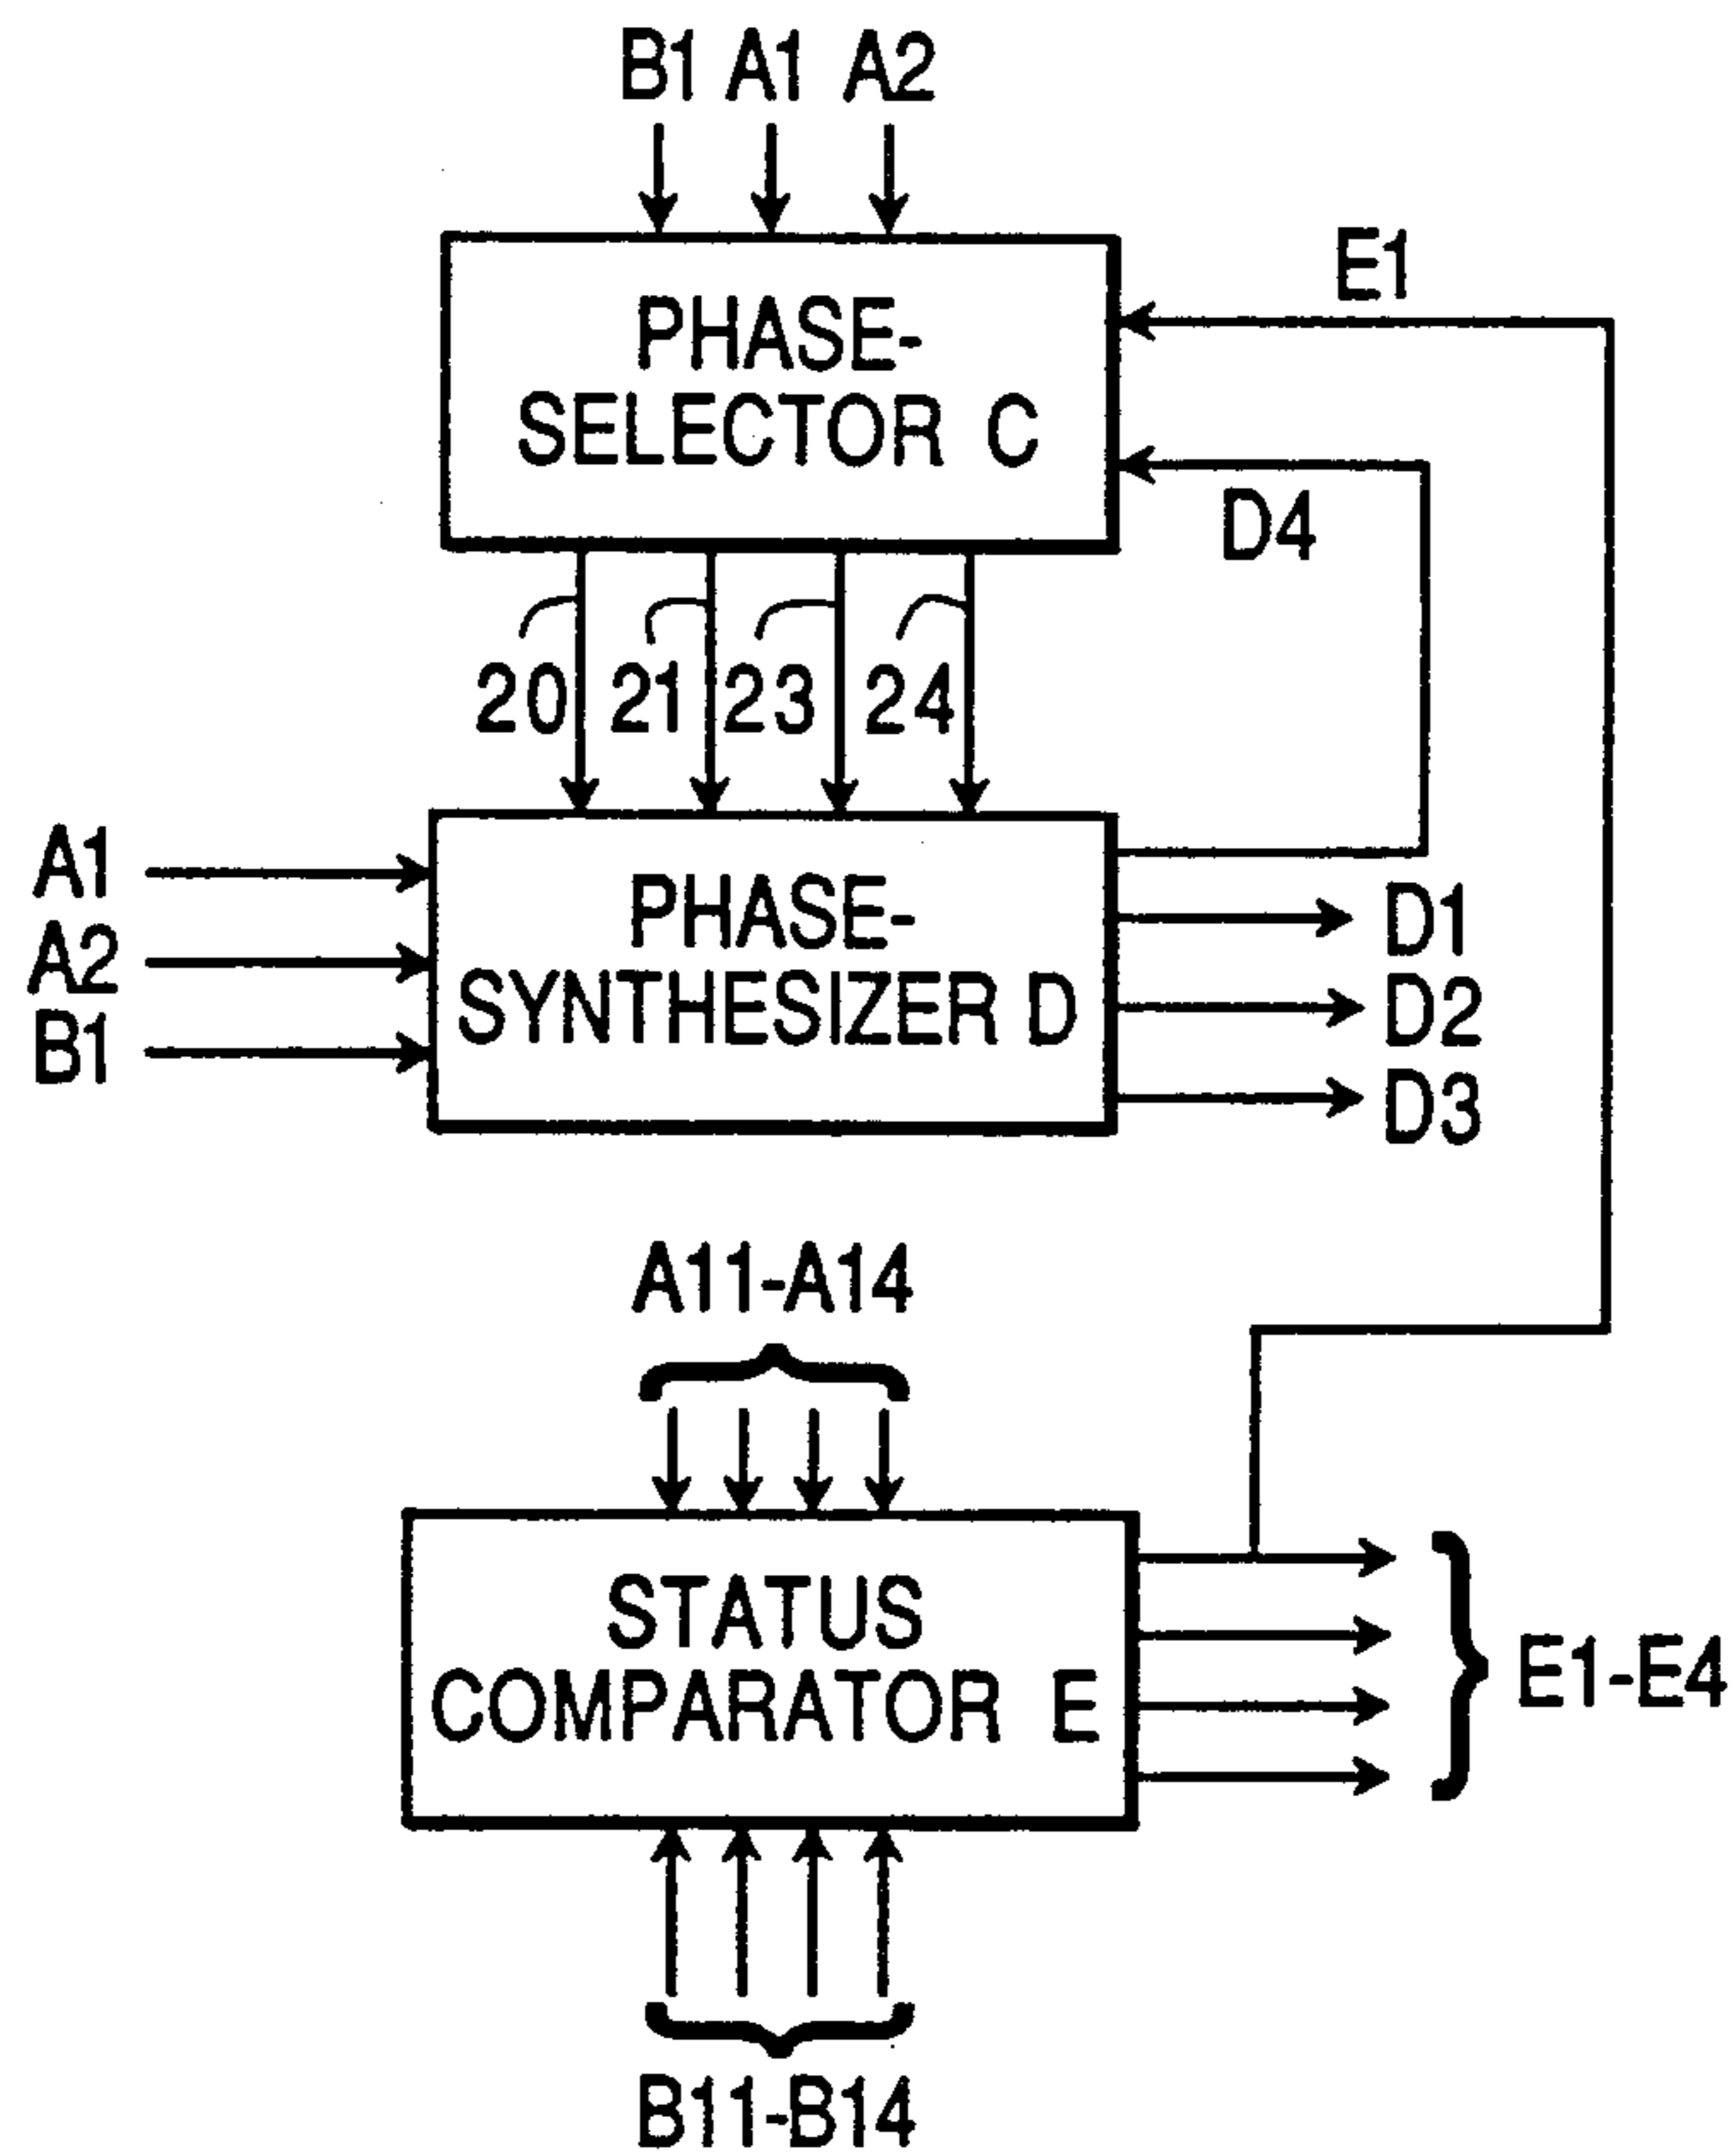 B1 A1 A2
E1
PHASE-
SELECTOR C
D4
20 21 23 24
A1
A2
B1
PHASE-
SYNTHESIZER D
D1
D2
D3
A11-A14
STATUS
COMPARATOR E
E1-E4
B11-B14